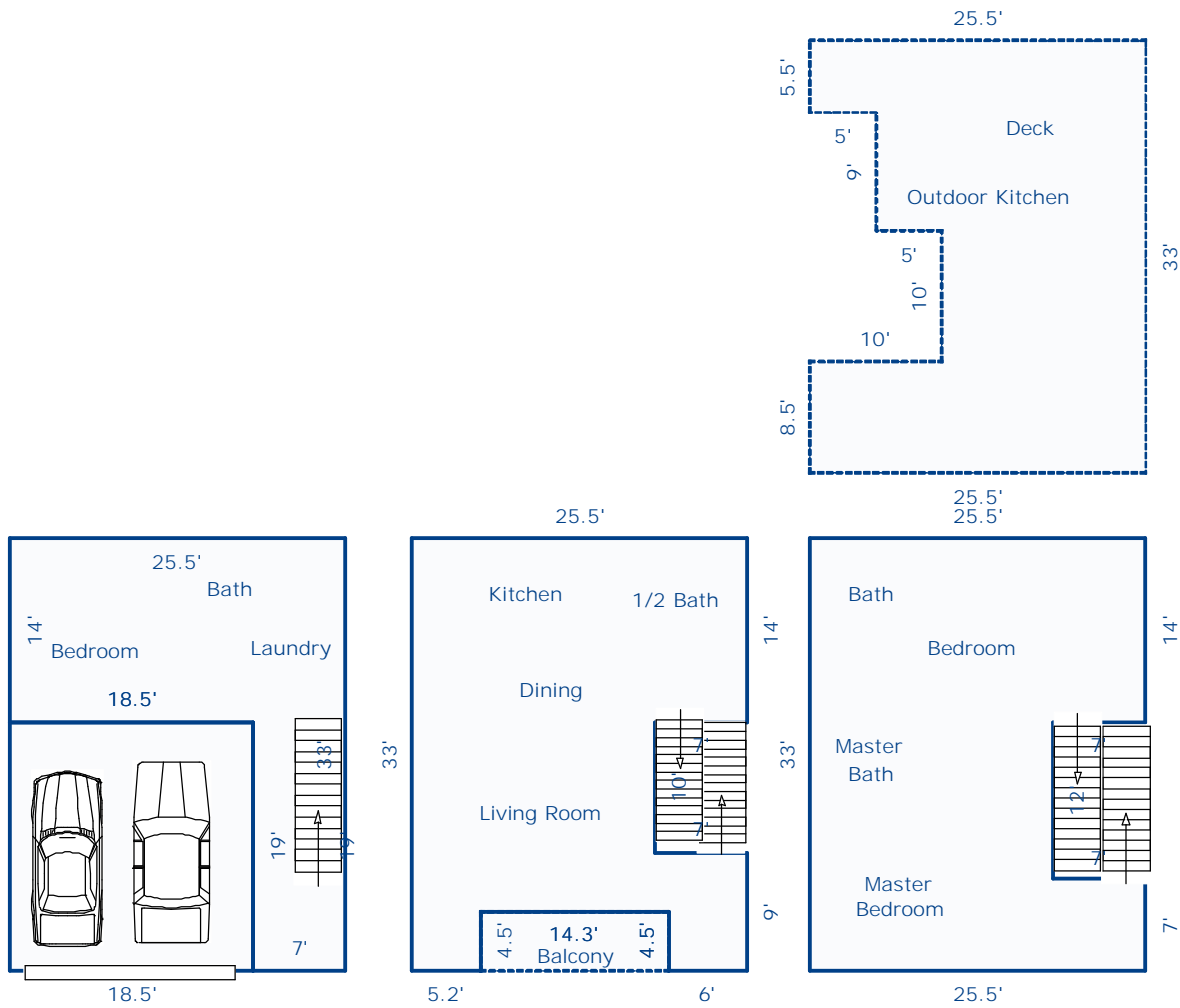 25.5'
5.5'
Deck
5'
9'
Outdoor Kitchen
5'
33'
10'
10'
8.5'
25.5'
25.5'
Bath
14'
Bedroom
Laundry
18.5'
33'
19'
19'
7'
18.5'
25.5'
Kitchen
1/2 Bath
14'
Dining
33'
7'
10'
Living Room
7'
9'
4.5'
14.3'
4.5'
Balcony
5.2'
6'
25.5'
Bath
14'
Bedroom
33'
Master
Bath
7'
12'
7'
Master
Bedroom
7'
25.5'